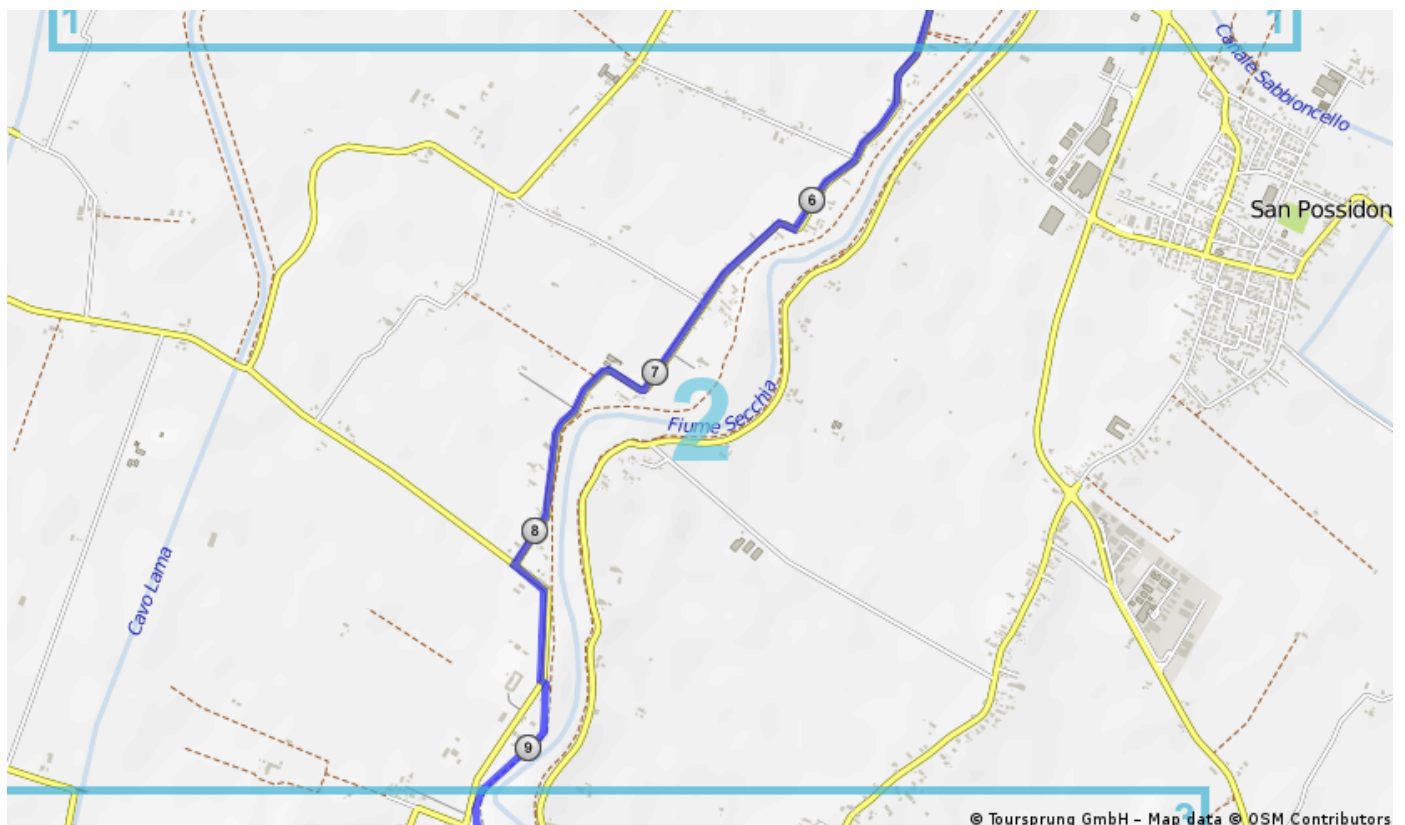 1
1
Canale Sabbioncello
6
San Possidon
7
2
Fiume Secchia
8
Cavo Lama
9
3
© Toursprung GmbH – Map data © OSM Contributors